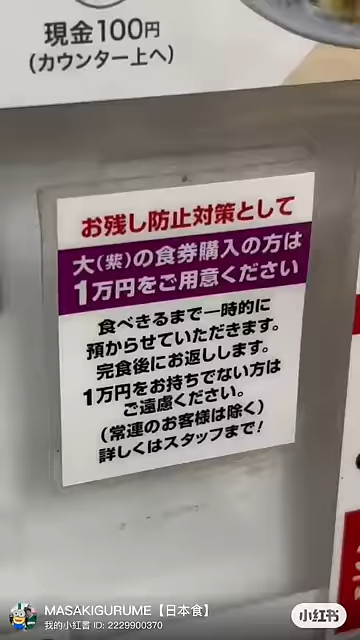 現金100円
(カウンター上へ)
お残し防止対策として
大(紫)の食券購入の方は
1万円をご用意ください
食べきるまで一時的に
預からせていただきます。
完食後にお返しします。
1万円をお持ちでない方は
ご遠慮ください。
(常連のお客様は除く)
詳しくはスタッフまで!
MASAKIGURUME【日本食】
我的小紅書 ID: 2229900370
小红书